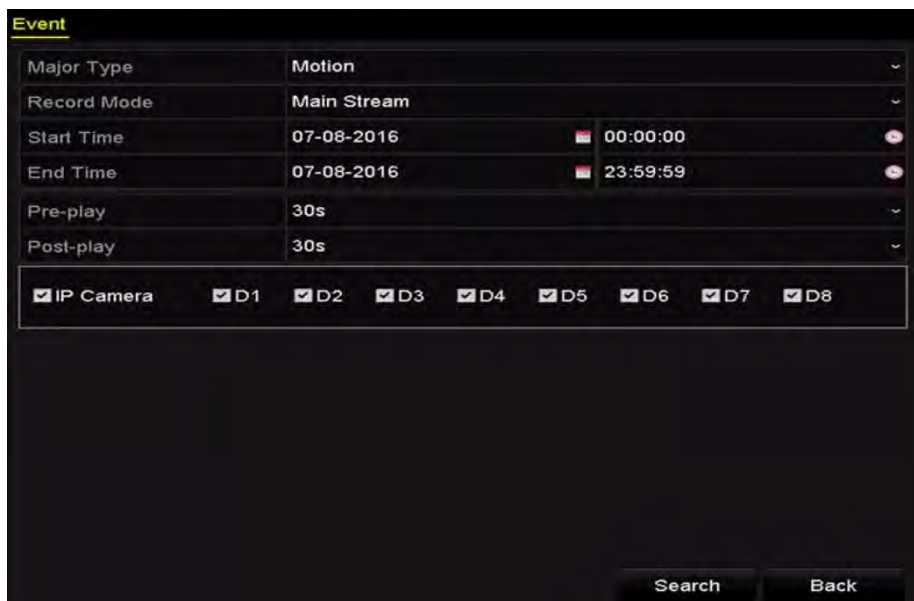 Event
Major Type Motion
Record Mode Main Stream
Start Time 07-08-2016 00:00:00
End Time 07-08-2016 23:59:59
Pre-play 30s
Post-play 30s
IP Camera D1 D2 D3 D4 D5 D6 D7 D8
Search Back